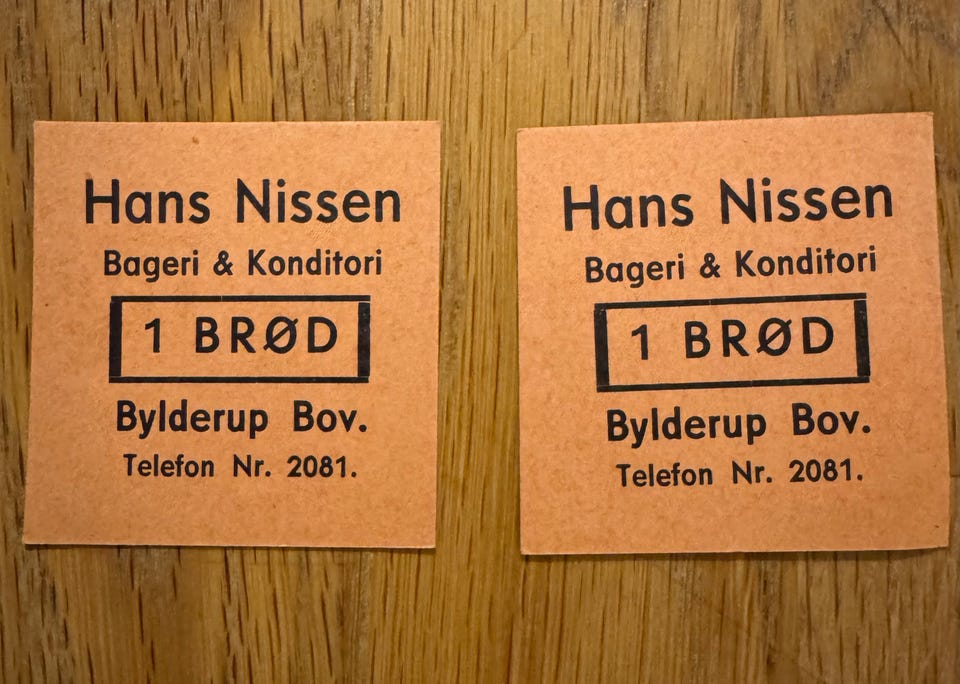 Hans Nissen
Bageri & Konditori
1 BRØD
Bylderup Bov.
Telefon Nr. 2081.
Hans Nissen
Bageri & Konditori
1 BRØD
Bylderup Bov.
Telefon Nr. 2081.